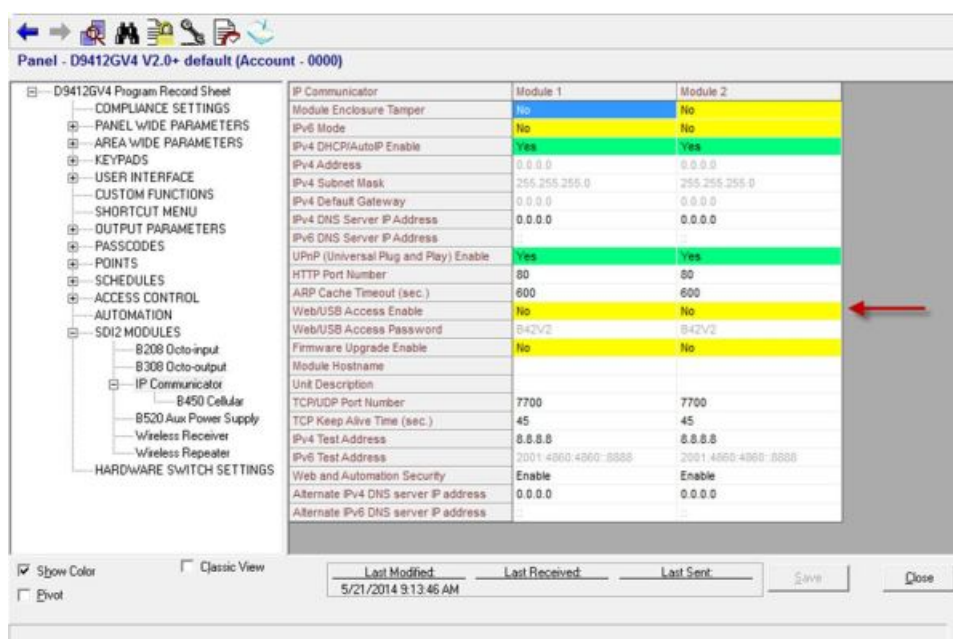 Panel - D9412GV4 V2.0+ default (Account - 0000)
D9412GV4 Program Record Sheet
COMPLIANCE SETTINGS
PANEL WIDE PARAMETERS
AREA WIDE PARAMETERS
KEYPADS
USER INTERFACE
CUSTOM FUNCTIONS
SHORTCUT MENU
OUTPUT PARAMETERS
PASSCODES
POINTS
SCHEDULES
ACCESS CONTROL
AUTOMATION
SDI2 MODULES
B208 Octo-input
B308 Octo-output
IP Communicator
B450 Cellular
B520 Aux Power Supply
Wireless Receiver
Wireless Repeater
HARDWARE SWITCH SETTINGS
IP Communicator Module 1 Module 2
Module Enclosure Tamper No No
IPv6 Mode No No
IPv4 DHCP/AutoIP Enable Yes Yes
IPv4 Address 0.0.0.0 0.0.0.0
IPv4 Subnet Mask 255.255.255.0 255.255.255.0
IPv4 Default Gateway 0.0.0.0 0.0.0.0
IPv4 DNS Server IP Address 0.0.0.0 0.0.0.0
IPv6 DNS Server IP Address :: ::
UPnP (Universal Plug and Play) Enable Yes Yes
HTTP Port Number 80 80
ARP Cache Timeout (sec.) 600 600
Web/USB Access Enable No No
Web/USB Access Password B42V2 B42V2
Firmware Upgrade Enable No No
Module Hostname
Unit Description
TCP/UDP Port Number 7700 7700
TCP Keep Alive Time (sec.) 45 45
IPv4 Test Address 8.8.8.8 8.8.8.8
IPv6 Test Address 2001:4860:4860::8888 2001:4860:4860::8888
Web and Automation Security Enable Enable
Alternate IPv4 DNS server IP address 0.0.0.0 0.0.0.0
Alternate IPv6 DNS server IP address :: ::
Show Color Classic View
Pivot
Last Modified: Last Received: Last Sent:
5/21/2014 9:13:46 AM
Save Close